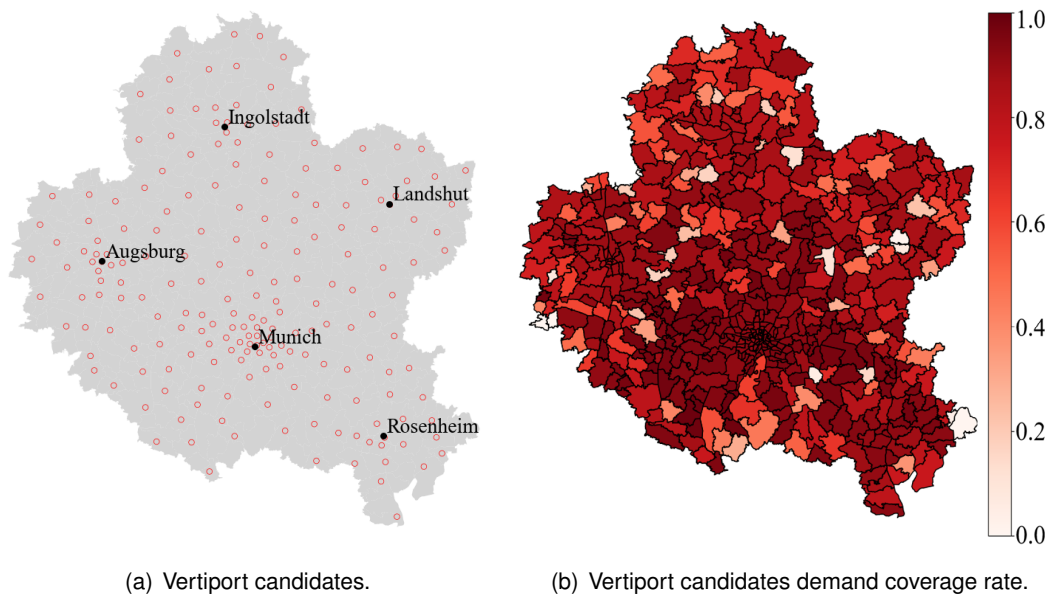 Ingolstadt
Landshut
Augsburg
Munich
Rosenheim
1.0
0.8
0.6
0.4
0.2
0.0
(a) Vertiport candidates.
(b) Vertiport candidates demand coverage rate.